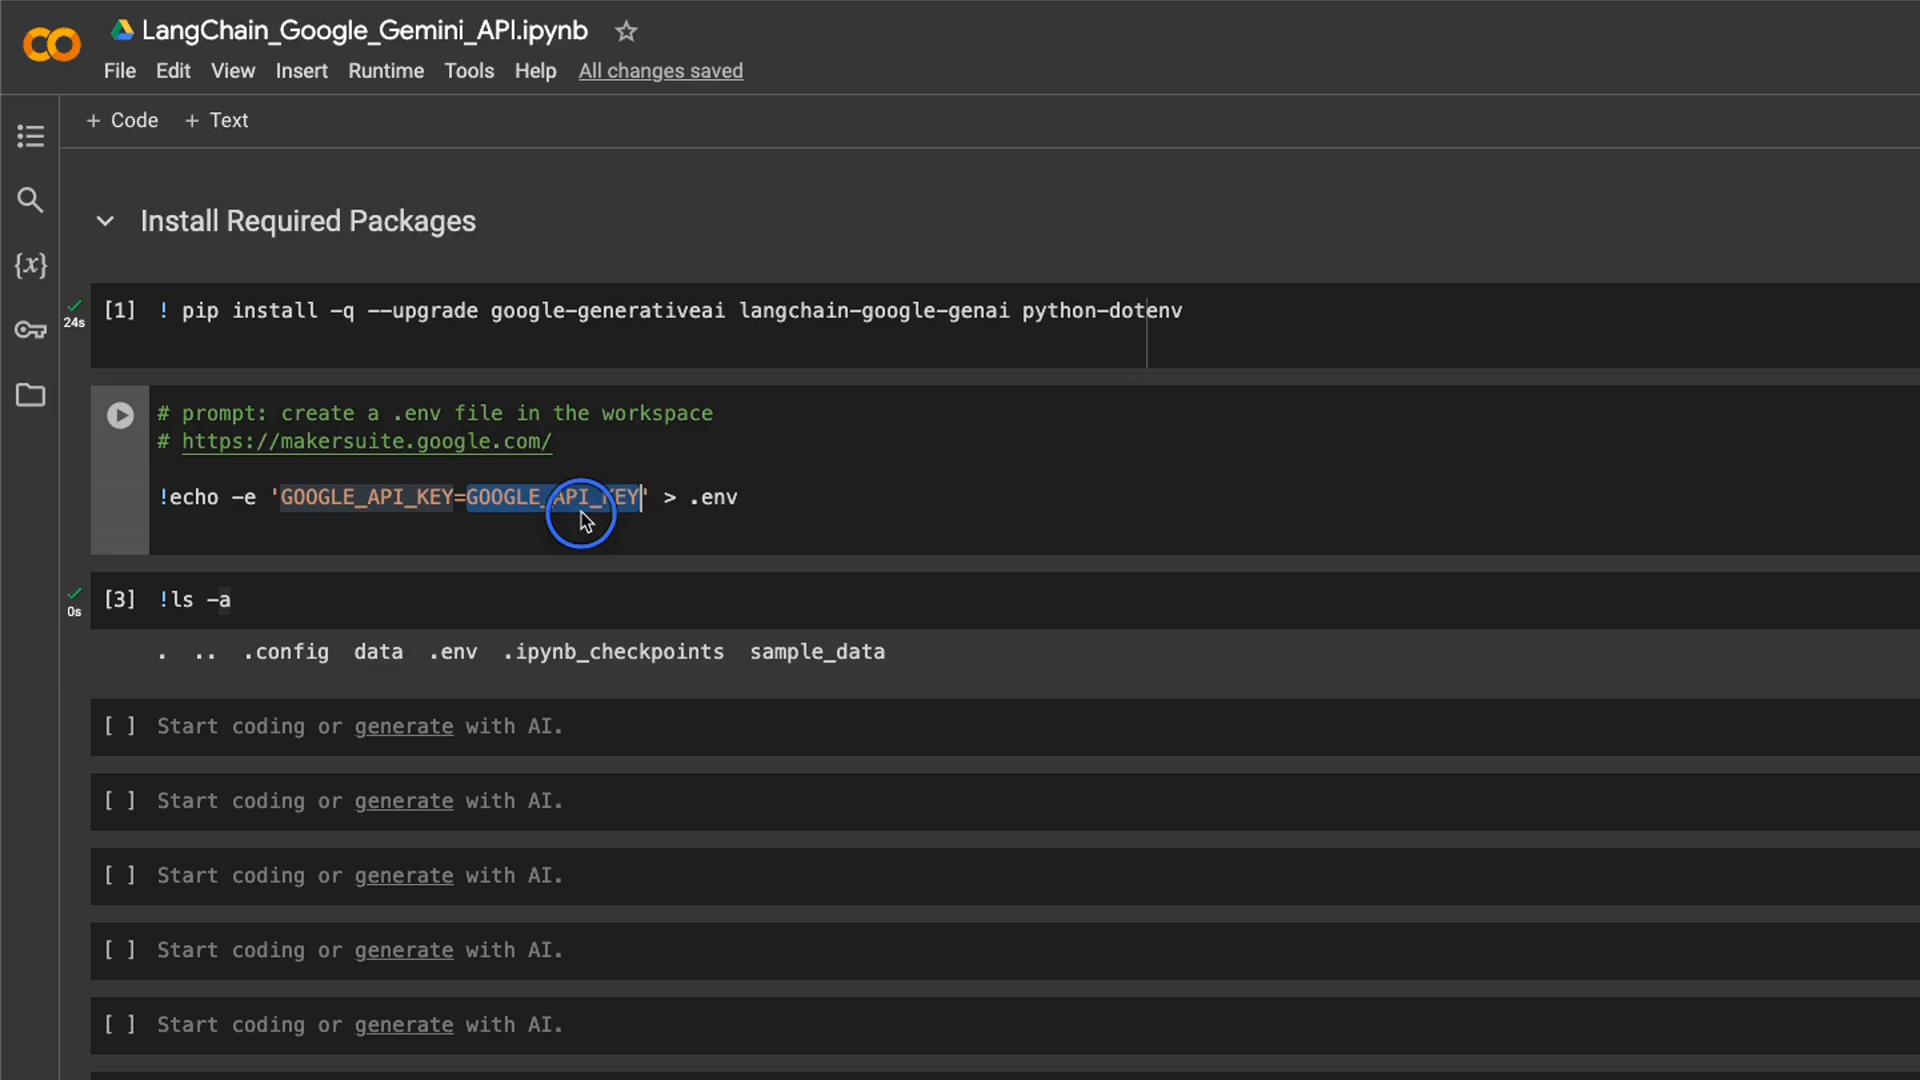 LangChain_Google_Gemini_API.ipynb
File Edit View Insert Runtime Tools Help All changes saved
+ Code + Text
{x}
Install Required Packages
24s [1] ! pip install -q --upgrade google-generativeai langchain-google-genai python-dotenv
# prompt: create a .env file in the workspace
# https://makersuite.google.com/
!echo -e 'GOOGLE_API_KEY=GOOGLE_API_KEY' > .env
0s [3] !ls -a
. .. .config data .env .ipynb_checkpoints sample_data
[ ] Start coding or generate with AI.
[ ] Start coding or generate with AI.
[ ] Start coding or generate with AI.
[ ] Start coding or generate with AI.
[ ] Start coding or generate with AI.